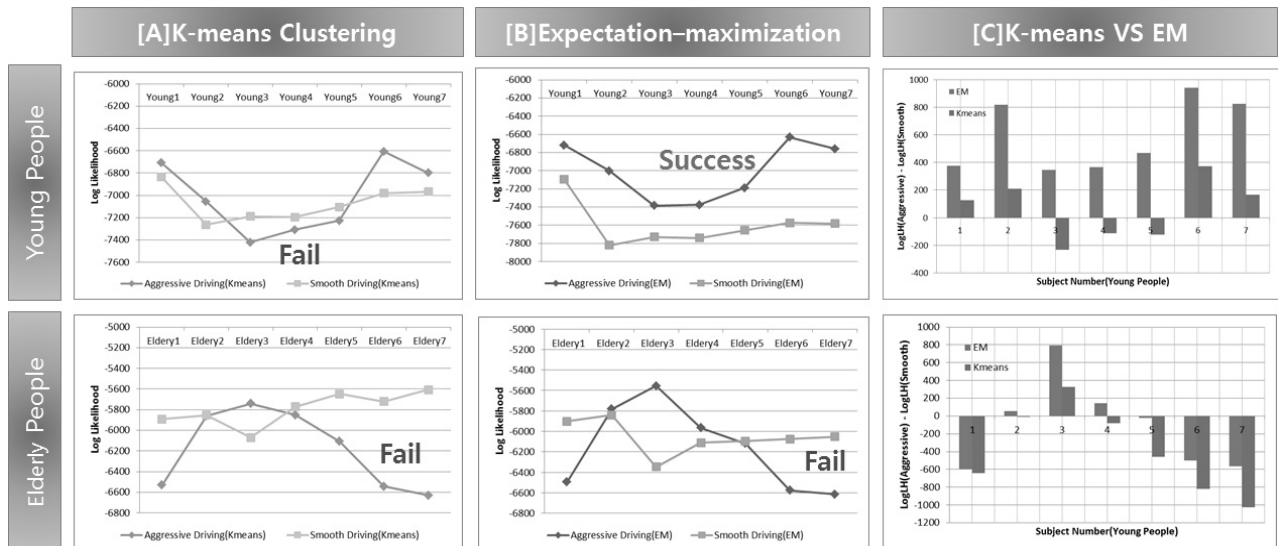 [A]K-means Clustering
[B]Expectation–maximization
[C]K-means VS EM
Young People
-6000
-6200
-6400
-6600
-6800
-7000
-7200
-7400
-7600
Log Likelihood
Young1 Young2 Young3 Young4 Young5 Young6 Young7
Fail
Aggressive Driving(Kmeans) Smooth Driving(Kmeans)
-6000
-6200
-6400
-6600
-6800
-7000
-7200
-7400
-7600
-7800
-8000
Log Likelihood
Young1 Young2 Young3 Young4 Young5 Young6 Young7
Success
Aggressive Driving(EM) Smooth Driving(EM)
1000
800
600
400
200
0
-200
-400
LogLH(Aggressive) - LogLH(Smooth)
EM
Kmeans
1 2 3 4 5 6 7
Subject Number(Young People)
Elderly People
-5000
-5200
-5400
-5600
-5800
-6000
-6200
-6400
-6600
-6800
Log Likelihood
Eldery1 Eldery2 Eldery3 Eldery4 Eldery5 Eldery6 Eldery7
Fail
Aggressive Driving(Kmeans) Smooth Driving(Kmeans)
-5000
-5200
-5400
-5600
-5800
-6000
-6200
-6400
-6600
-6800
Log Likelihood
Eldery1 Eldery2 Eldery3 Eldery4 Eldery5 Eldery6 Eldery7
Fail
Aggressive Driving(EM) Smooth Driving(EM)
1000
800
600
400
200
0
-200
-400
-600
-800
-1000
-1200
LogLH(Aggressive) - LogLH(Smooth)
EM
Kmeans
1 2 3 4 5 6 7
Subject Number(Young People)